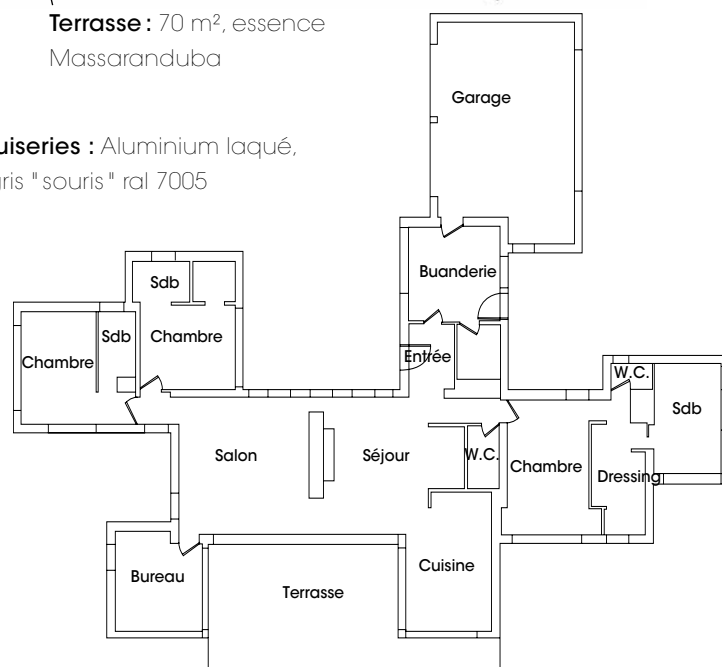 Terrasse : 70 m², essence
Massaranduba
uiseries : Aluminium laqué,
ris "souris" ral 7005
Garage
Buanderie
Sdb
Chambre
Sdb
Chambre
Entrée
W.C.
Sdb
Salon
Séjour
W.C.
Chambre
Dressing
Bureau
Terrasse
Cuisine